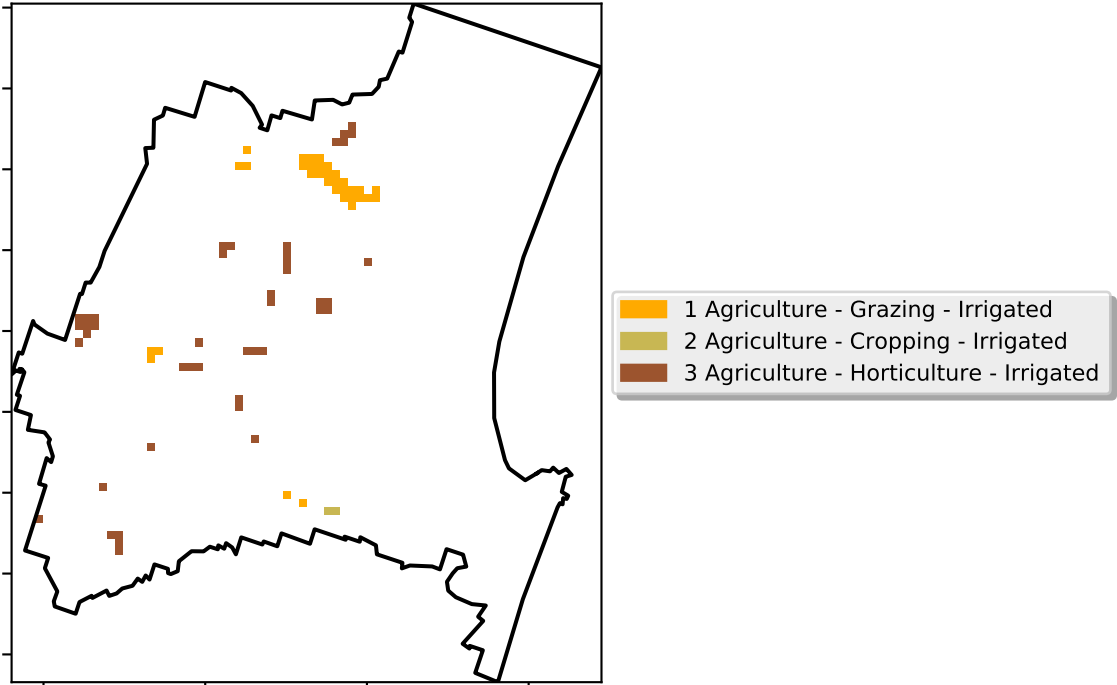 1 Agriculture - Grazing - Irrigated
2 Agriculture - Cropping - Irrigated
3 Agriculture - Horticulture - Irrigated